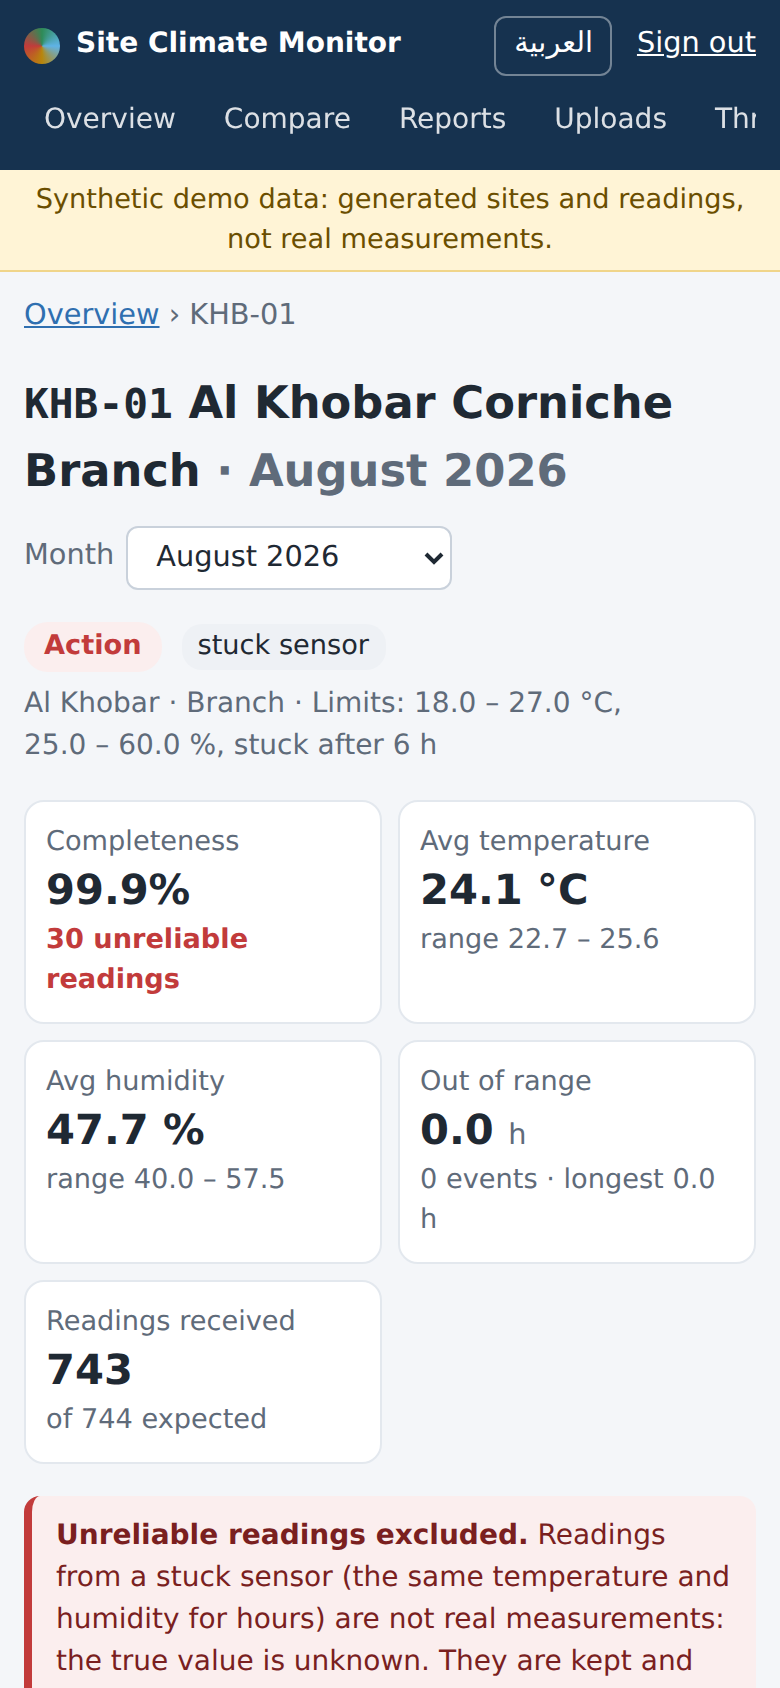 Site Climate Monitor
العربية
Sign out
Overview Compare Reports Uploads
Synthetic demo data: generated sites and readings,
not real measurements.
Overview › KHB-01
KHB-01 Al Khobar Corniche
Branch · August 2026
Month August 2026
Action stuck sensor
Al Khobar · Branch · Limits: 18.0 – 27.0 °C,
25.0 – 60.0 %, stuck after 6 h
Completeness
99.9%
30 unreliable
readings
Avg temperature
24.1 °C
range 22.7 – 25.6
Avg humidity
47.7 %
range 40.0 – 57.5
Out of range
0.0 h
0 events · longest 0.0
h
Readings received
743
of 744 expected
Unreliable readings excluded. Readings
from a stuck sensor (the same temperature and
humidity for hours) are not real measurements:
the true value is unknown. They are kept and